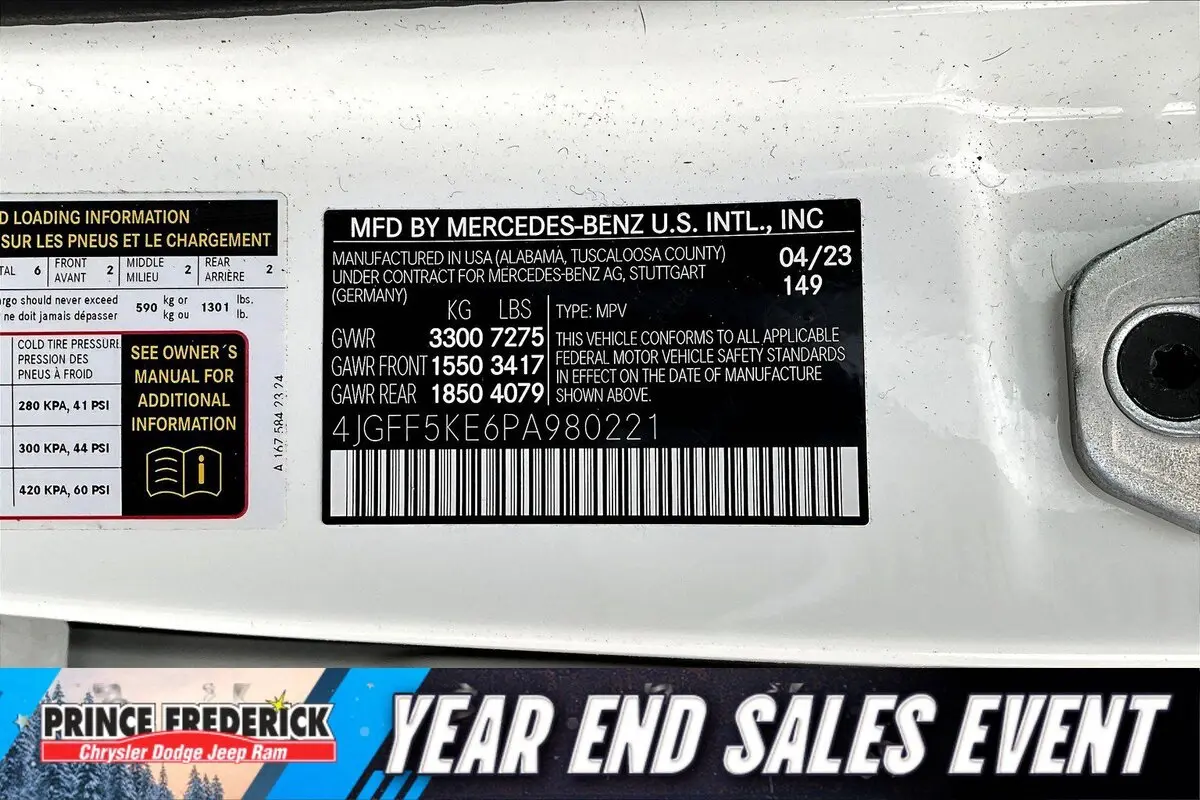 D LOADING INFORMATION
SUR LES PNEUS ET LE CHARGEMENT
TAL 6 FRONT AVANT 2 MIDDLE MILIEU 2 REAR ARRIÈRE 2
argo should never exceed 590 kg or 1301 lbs.
ne doit jamais dépasser kg ou lb.
COLD TIRE PRESSUR
PRESSION DES
PNEUS À FROID
280 KPA, 41 PSI
300 KPA, 44 PSI
420 KPA, 60 PSI
SEE OWNER´S
MANUAL FOR
ADDITIONAL
INFORMATION
i
A 167 584 23 24
MFD BY MERCEDES-BENZ U.S. INTL., INC
MANUFACTURED IN USA (ALABAMA, TUSCALOOSA COUNTY)
UNDER CONTRACT FOR MERCEDES-BENZ AG, STUTTGART
(GERMANY)
04/23
149
KG LBS
GVWR 3300 7275
GAWR FRONT 1550 3417
GAWR REAR 1850 4079
TYPE: MPV
THIS VEHICLE CONFORMS TO ALL APPLICABLE
FEDERAL MOTOR VEHICLE SAFETY STANDARDS
IN EFFECT ON THE DATE OF MANUFACTURE
SHOWN ABOVE.
4JGFF5KE6PA980221
PRINCE FREDERICK
Chrysler Dodge Jeep Ram
YEAR END SALES EVENT